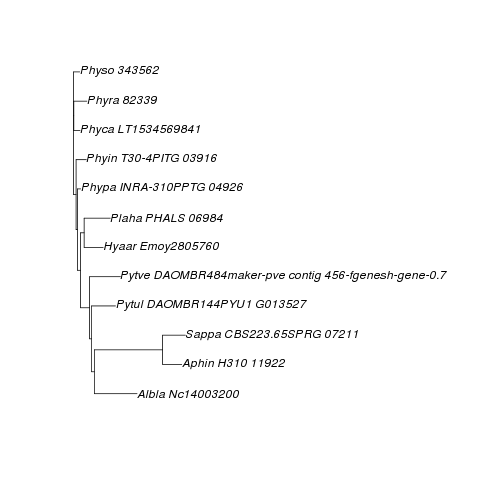 Physo 343562
Phyra 82339
Phyca LT1534569841
Phyin T30-4PITG 03916
Phypa INRA-310PPTG 04926
Plaha PHALS 06984
Hyaar Emoy2805760
Pytve DAOMBR484maker-pve contig 456-fgenesh-gene-0.7
Pytul DAOMBR144PYU1 G013527
Sappa CBS223.65SPRG 07211
Aphin H310 11922
Albla Nc14003200